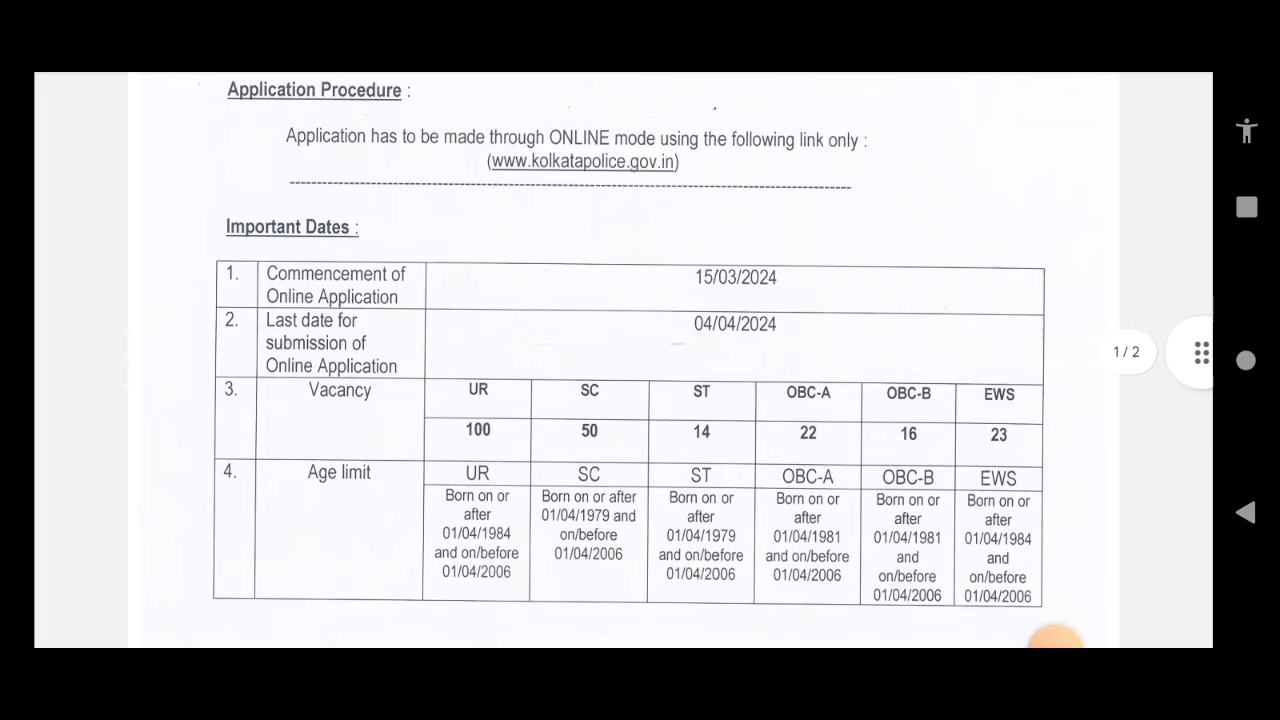 Application Procedure :
Application has to be made through ONLINE mode using the following link only :
(www.kolkatapolice.gov.in)
--------------------------------------------------------------------------------------------------------
Important Dates :
1. Commencement of Online Application 15/03/2024
2. Last date for submission of Online Application 04/04/2024
3. Vacancy UR SC ST OBC-A OBC-B EWS
100 50 14 22 16 23
4. Age limit UR SC ST OBC-A OBC-B EWS
Born on or after 01/04/1984 and on/before 01/04/2006
Born on or after 01/04/1979 and on/before 01/04/2006
Born on or after 01/04/1979 and on/before 01/04/2006
Born on or after 01/04/1981 and on/before 01/04/2006
Born on or after 01/04/1981 and on/before 01/04/2006
Born on or after 01/04/1984 and on/before 01/04/2006
1 / 2